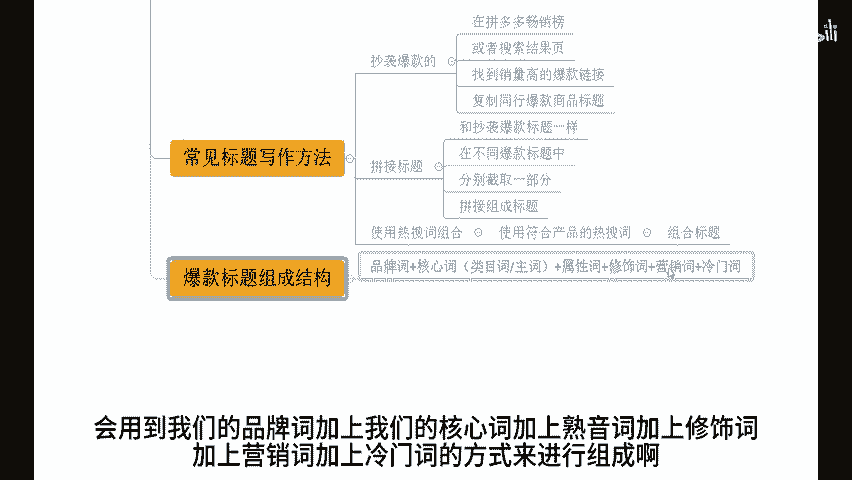 在拼多多畅销榜
或者搜索结果页
抄袭爆款的
找到销量高的爆款链接
复制同行爆款商品标题
和抄袭爆款标题一样
常见标题写作方法
在不同爆款标题中
拼接标题
分别截取一部分
拼接组成标题
使用热搜词组合 使用符合产品的热搜词 组合标题
爆款标题组成结构
品牌词+核心词（类目词/主词）+属性词+修饰词+营销词+冷门词
会用到我们的品牌词加上我们的核心词加上熟音词加上修饰词
加上营销词加上冷门词的方式来进行组成啊